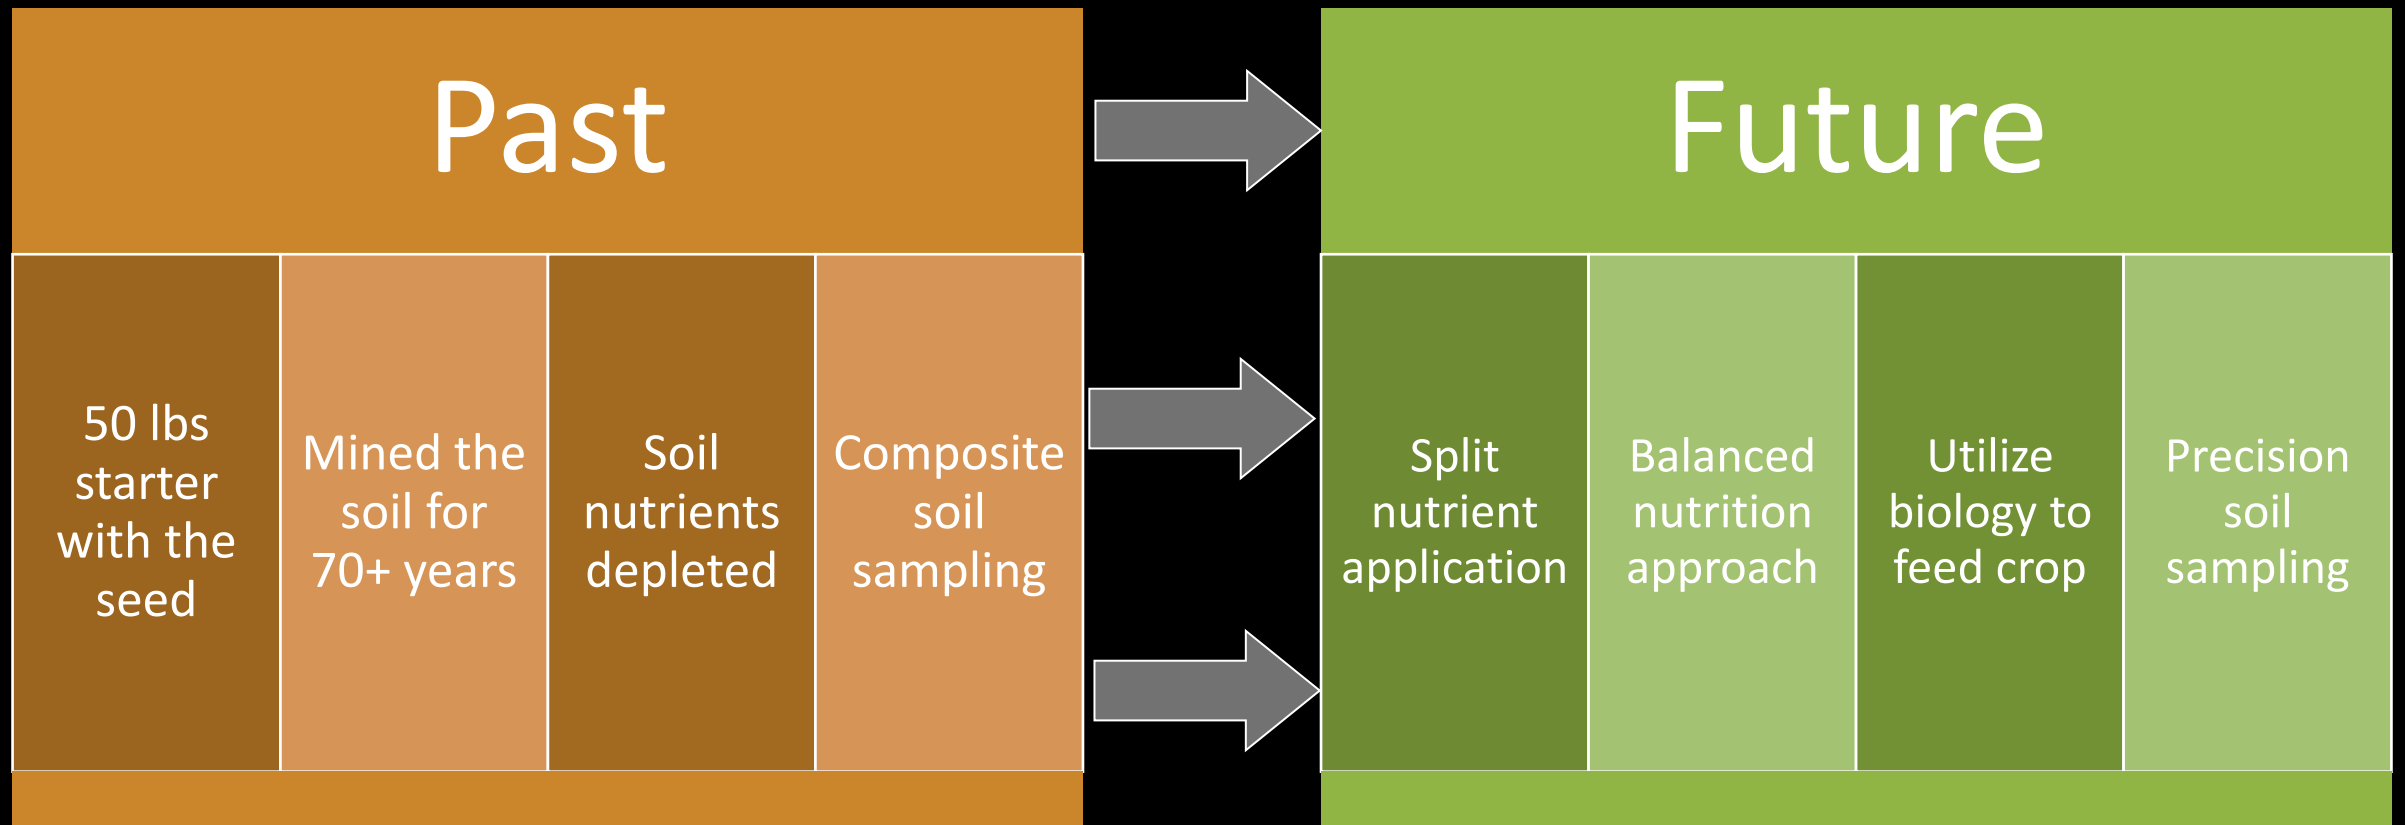 Past
50 lbs
starter
with the
seed
Mined the
soil for
70+ years
Soil
nutrients
depleted
Composite
soil
sampling
Future
Split
nutrient
application
Balanced
nutrition
approach
Utilize
biology to
feed crop
Precision
soil
sampling